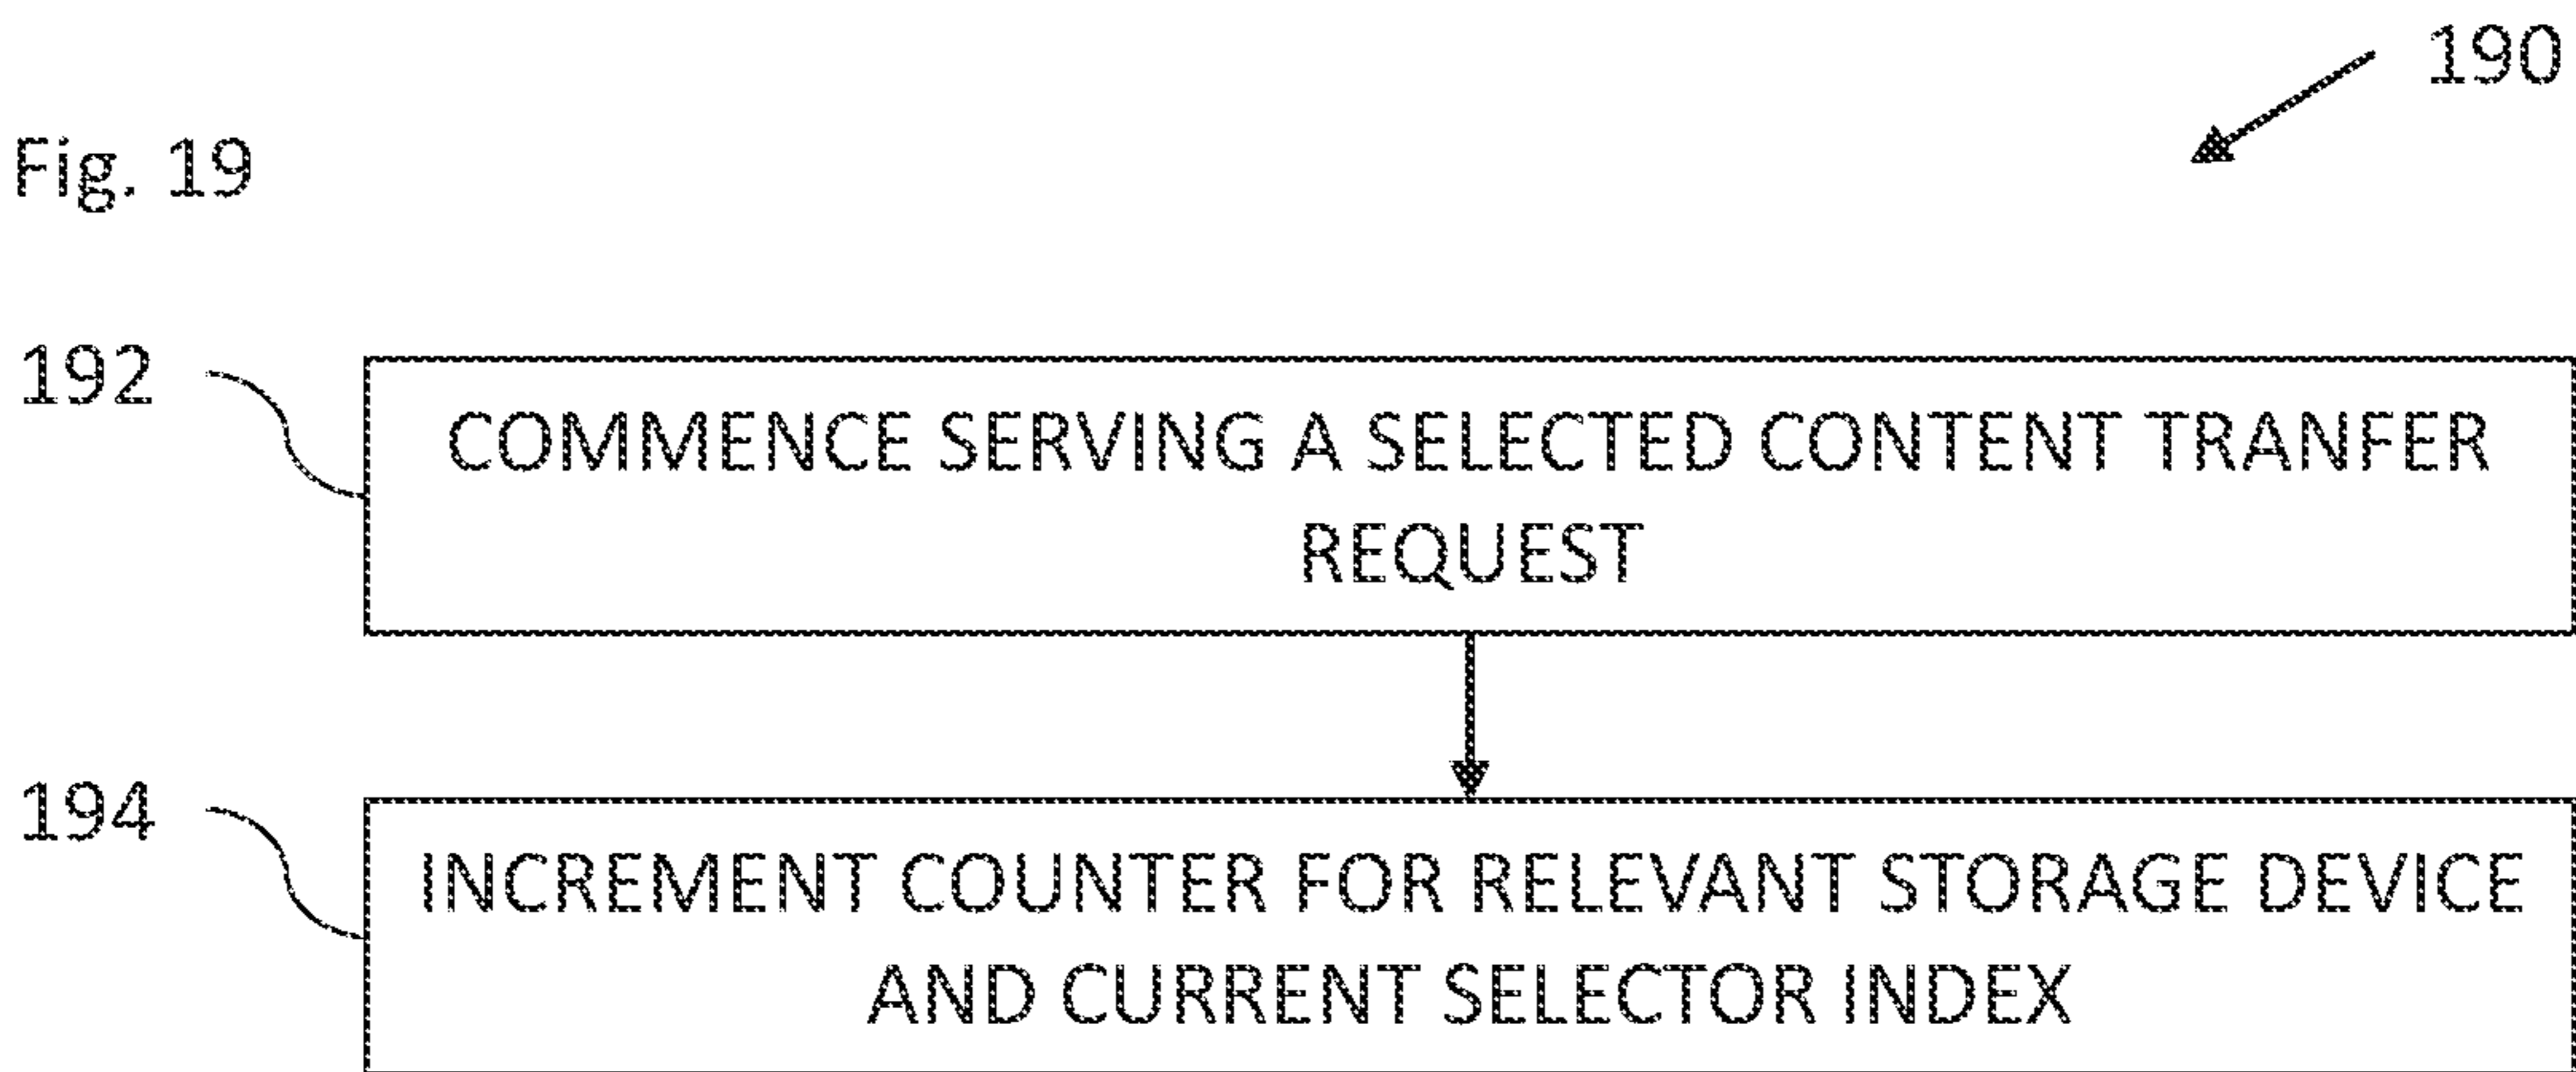 190
Fig. 19
192
COMMENCE SERVING A SELECTED CONTENT TRANFER
REQUEST
194
INCREMENT COUNTER FOR RELEVANT STORAGE DEVICE
AND CURRENT SELECTOR INDEX